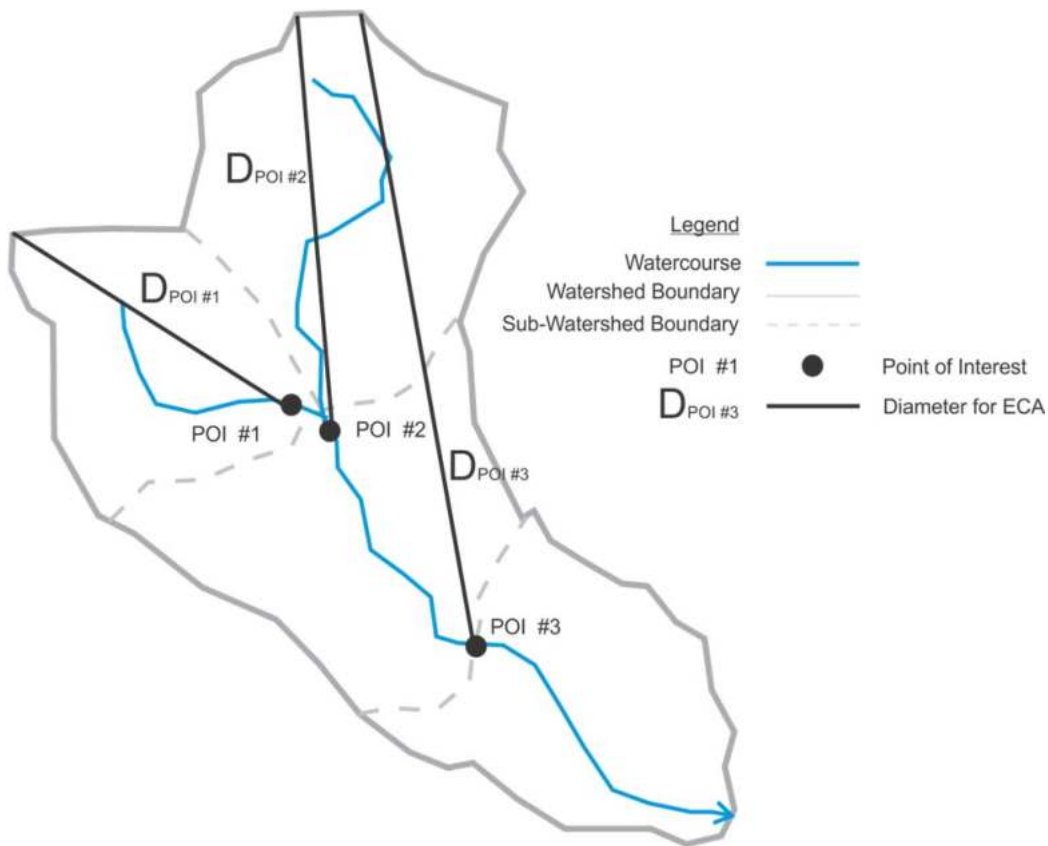 D POI #2
D POI #1
POI #1
POI #2
D POI #3
POI #3
Legend
Watercourse
Watershed Boundary
Sub-Watershed Boundary
POI #1 Point of Interest
D POI #3 Diameter for ECA